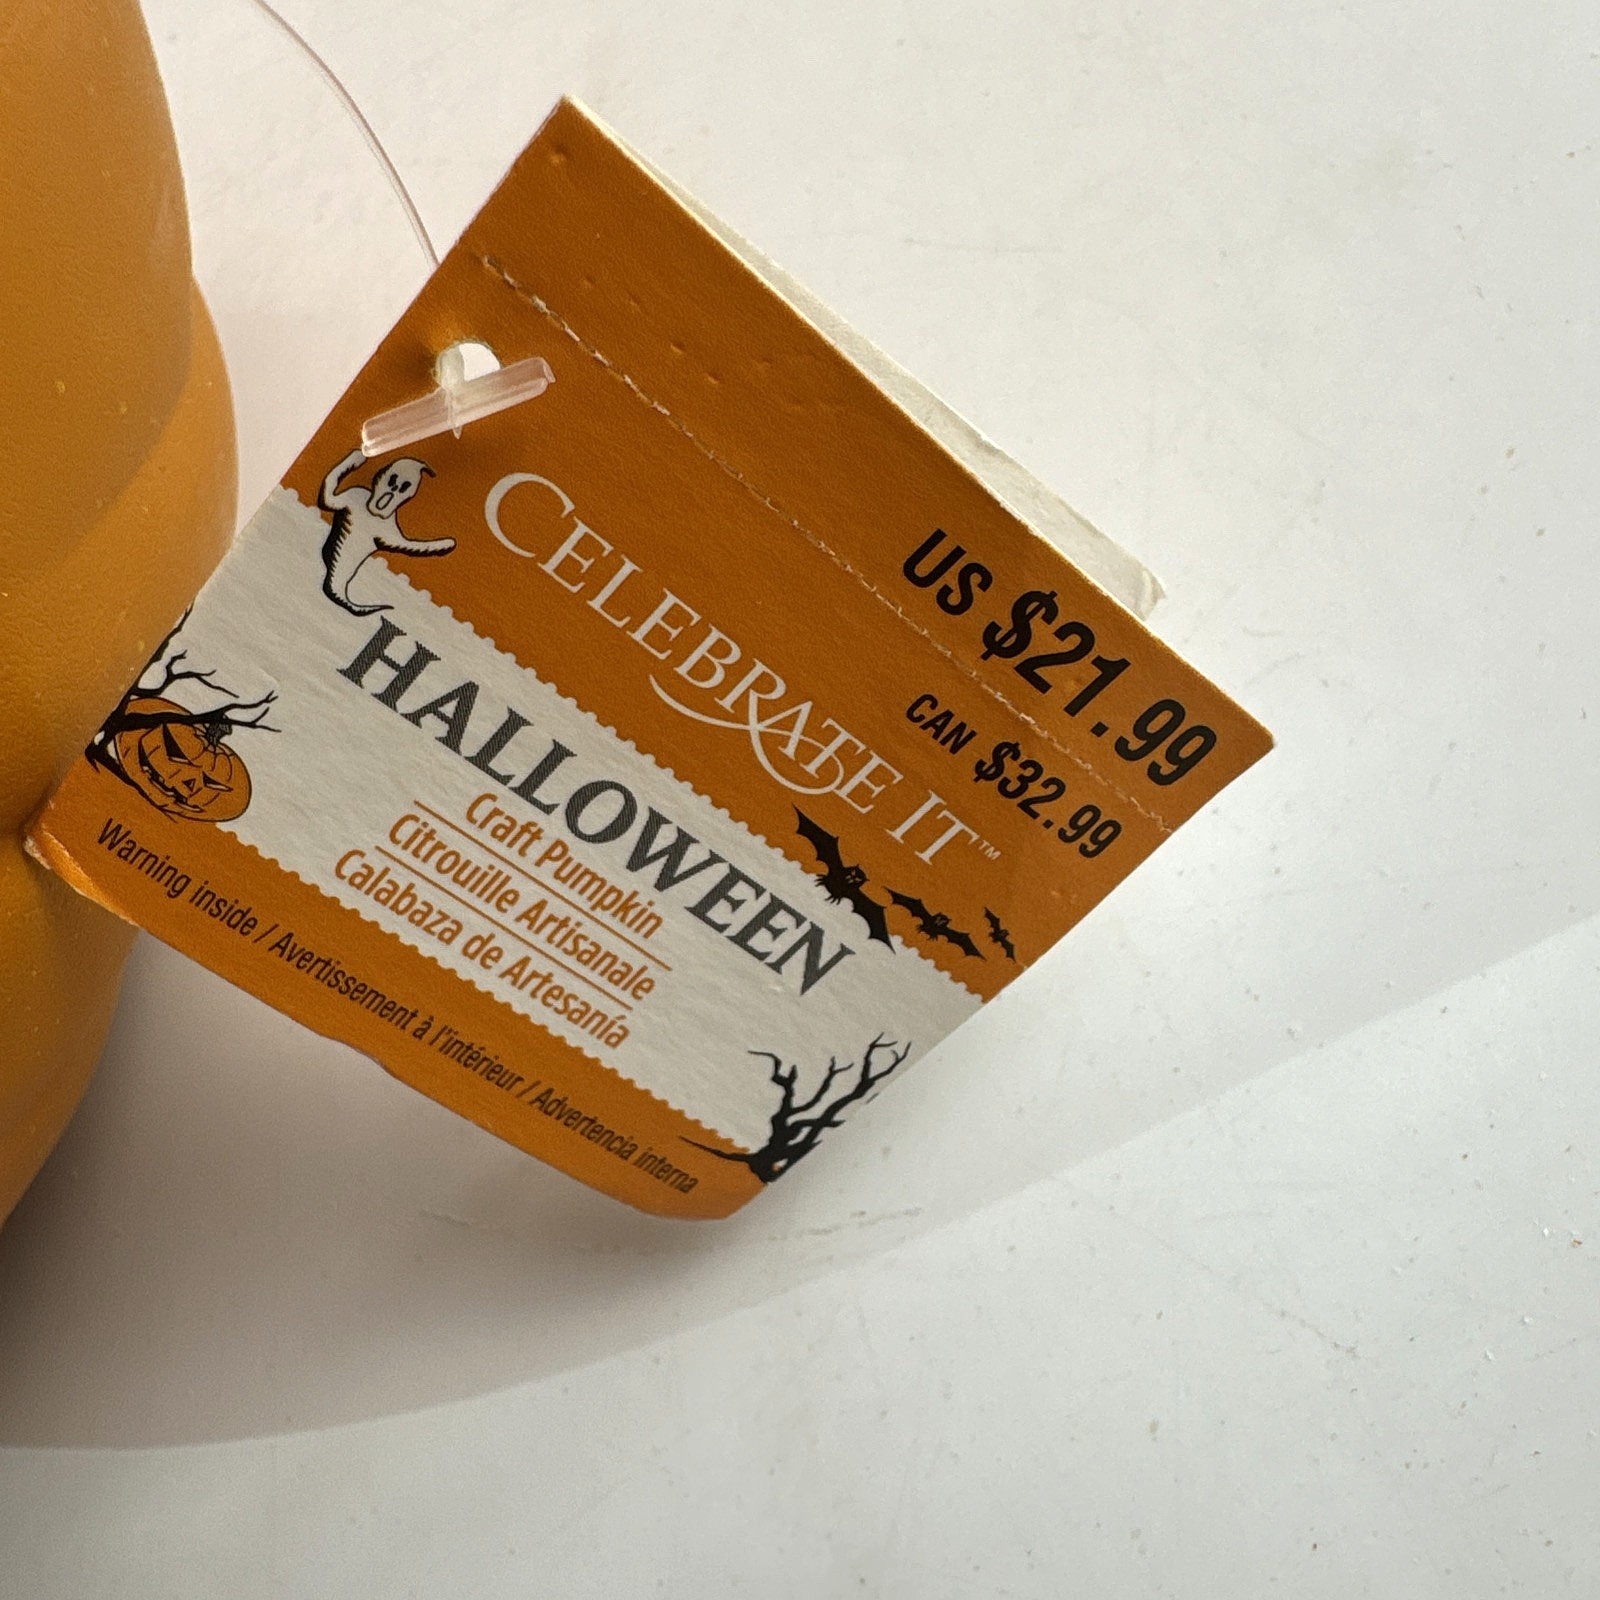 US $21.99
CAN $32.99
CELEBRATE IT™
HALLOWEEN
Craft Pumpkin
Citrouille Artisanale
Calabaza de Artesanía
Warning inside / Avertissement à l'intérieur / Advertencia interna